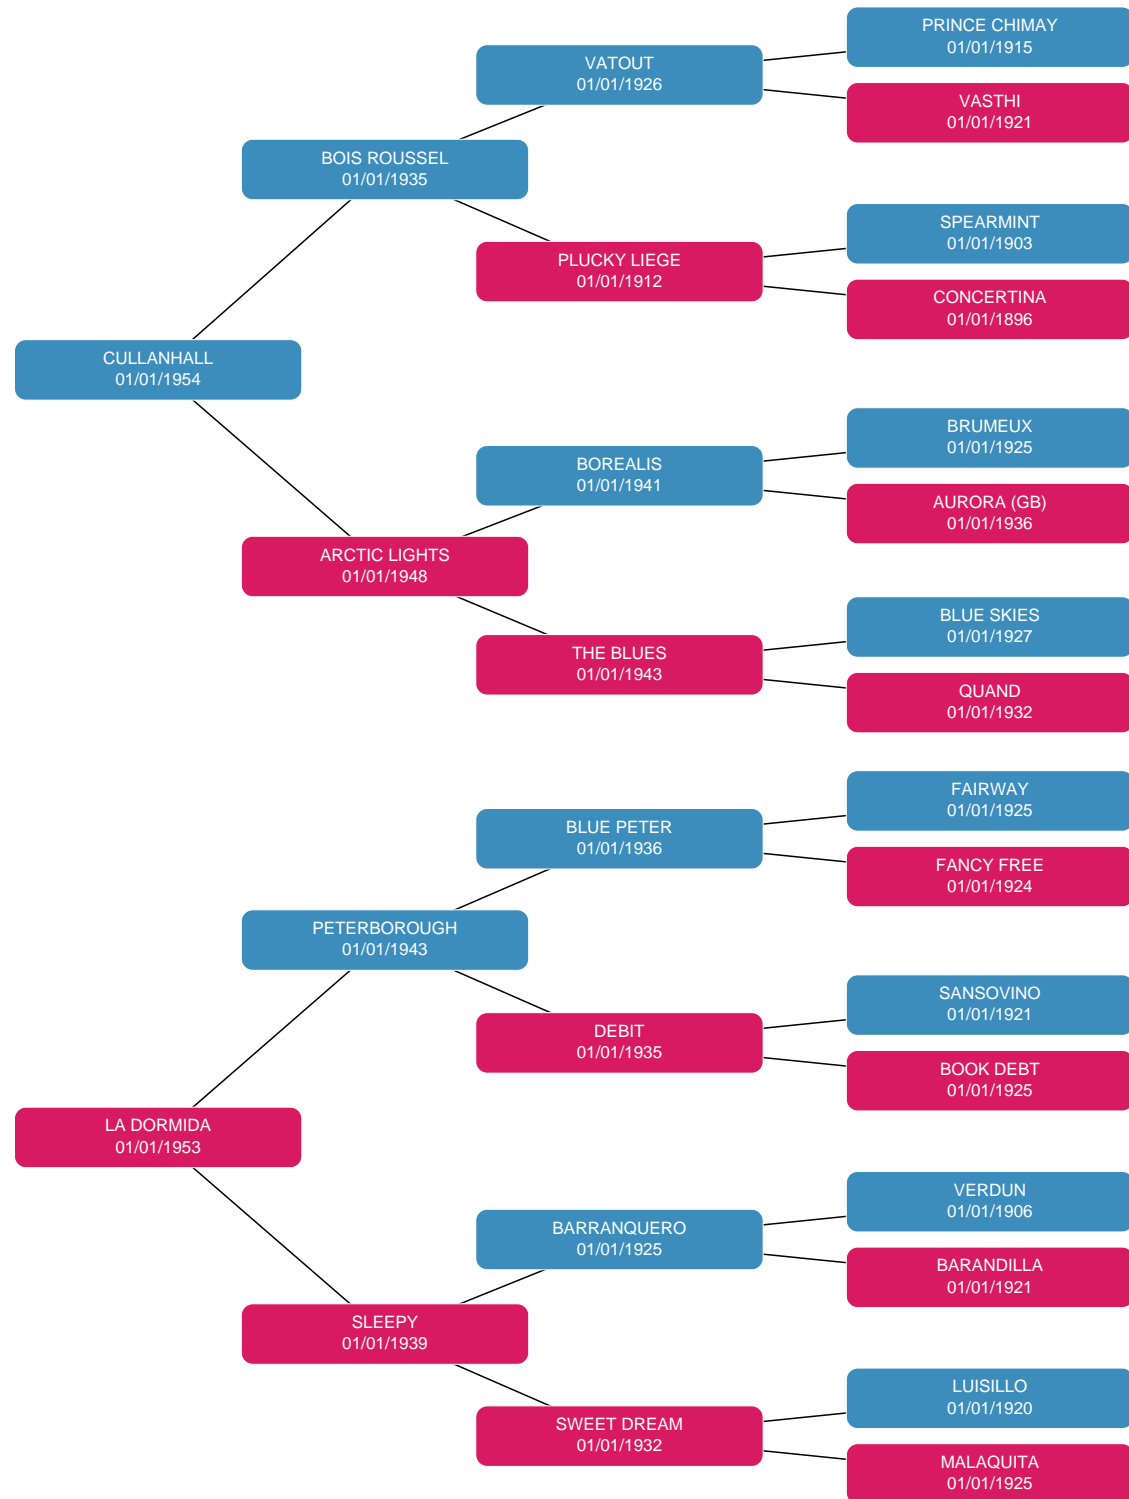 PRINCE CHIMAY
01/01/1915
VATOUT
01/01/1926
VASTHI
01/01/1921
BOIS ROUSSEL
01/01/1935
SPEARMINT
01/01/1903
PLUCKY LIEGE
01/01/1912
CONCERTINA
01/01/1896
CULLANHALL
01/01/1954
BRUMEUX
01/01/1925
BOREALIS
01/01/1941
AURORA (GB)
01/01/1936
ARCTIC LIGHTS
01/01/1948
BLUE SKIES
01/01/1927
THE BLUES
01/01/1943
QUAND
01/01/1932
FAIRWAY
01/01/1925
BLUE PETER
01/01/1936
FANCY FREE
01/01/1924
PETERBOROUGH
01/01/1943
SANSOVINO
01/01/1921
DEBIT
01/01/1935
BOOK DEBT
01/01/1925
LA DORMIDA
01/01/1953
VERDUN
01/01/1906
BARRANQUERO
01/01/1925
BARANDILLA
01/01/1921
SLEEPY
01/01/1939
LUISILLO
01/01/1920
SWEET DREAM
01/01/1932
MALAQUITA
01/01/1925